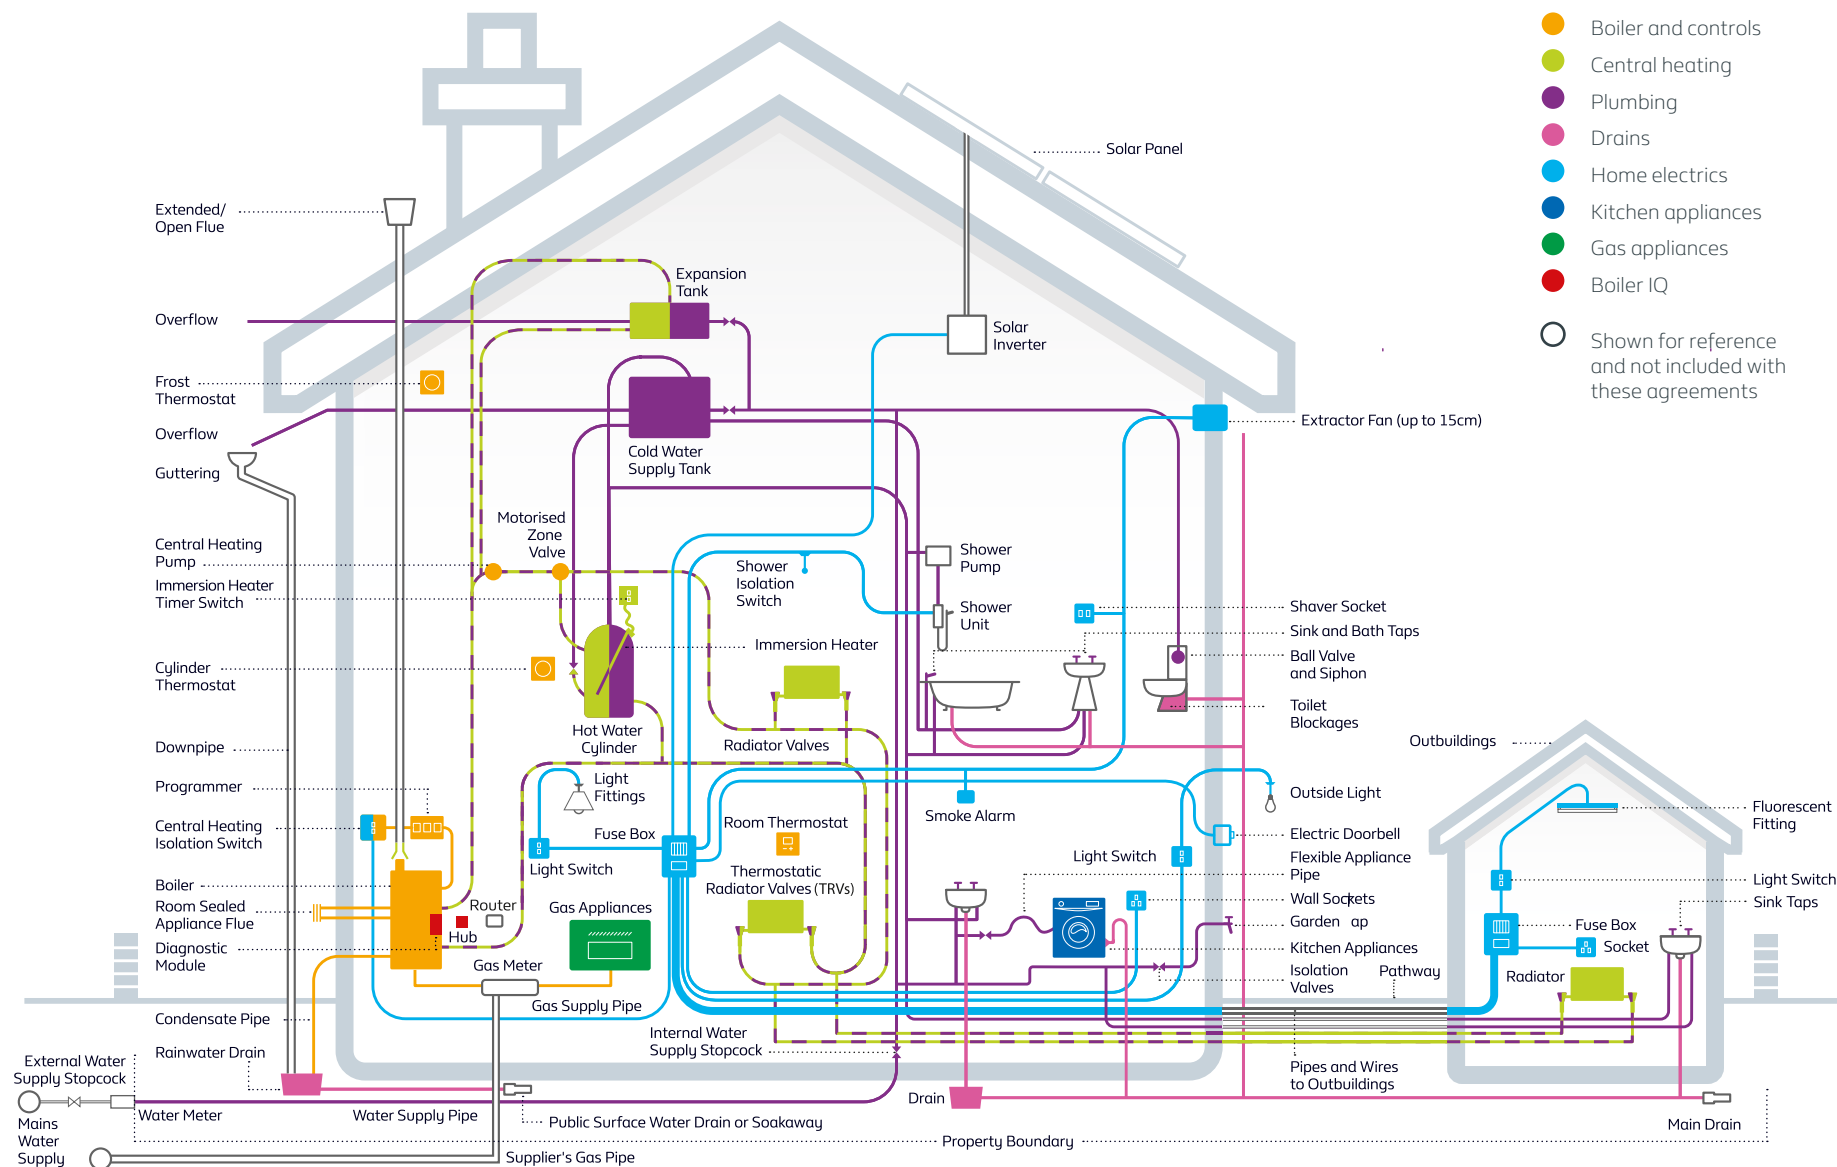 Boiler and controls
Central heating
Plumbing
Drains
Home electrics
Kitchen appliances
Gas appliances
Boiler IQ
Shown for reference
and not included with
these agreements
Solar Panel
Extended/
Open Flue
Expansion
Tank
Overflow
Solar
Inverter
Frost
Thermostat
Extractor Fan (up to 15cm)
Overflow
Cold Water
Supply Tank
Guttering
Motorised
Zone
Valve
Central Heating
Pump
Shower
Pump
Shower
Isolation
Switch
Immersion Heater
Timer Switch
Shower
Unit
Shaver Socket
Sink and Bath Taps
Immersion Heater
Ball Valve
and Siphon
Cylinder
Thermostat
Toilet
Blockages
Hot Water
Cylinder
Radiator Valves
Outbuildings
Downpipe
Programmer
Light
Fittings
Outside Light
Fluorescent
Fitting
Smoke Alarm
Central Heating
Isolation Switch
Fuse Box
Room Thermostat
Electric Doorbell
Light Switch
Flexible Appliance
Pipe
Light Switch
Thermostatic
Radiator Valves (TRVs)
Light Switch
Boiler
Wall Sockets
Sink Taps
Room Sealed
Appliance Flue
Router
Gas Appliances
Garden ap
Fuse Box
Hub
Diagnostic
Module
Kitchen Appliances
Socket
Gas Meter
Isolation
Valves
Pathway
Radiator
Gas Supply Pipe
Condensate Pipe
Internal Water
Supply Stopcock
Rainwater Drain
External Water
Supply Stopcock
Pipes and Wires
to Outbuildings
Drain
Water Meter
Water Supply Pipe
Public Surface Water Drain or Soakaway
Main Drain
Mains
Water
Supply
Property Boundary
Supplier's Gas Pipe